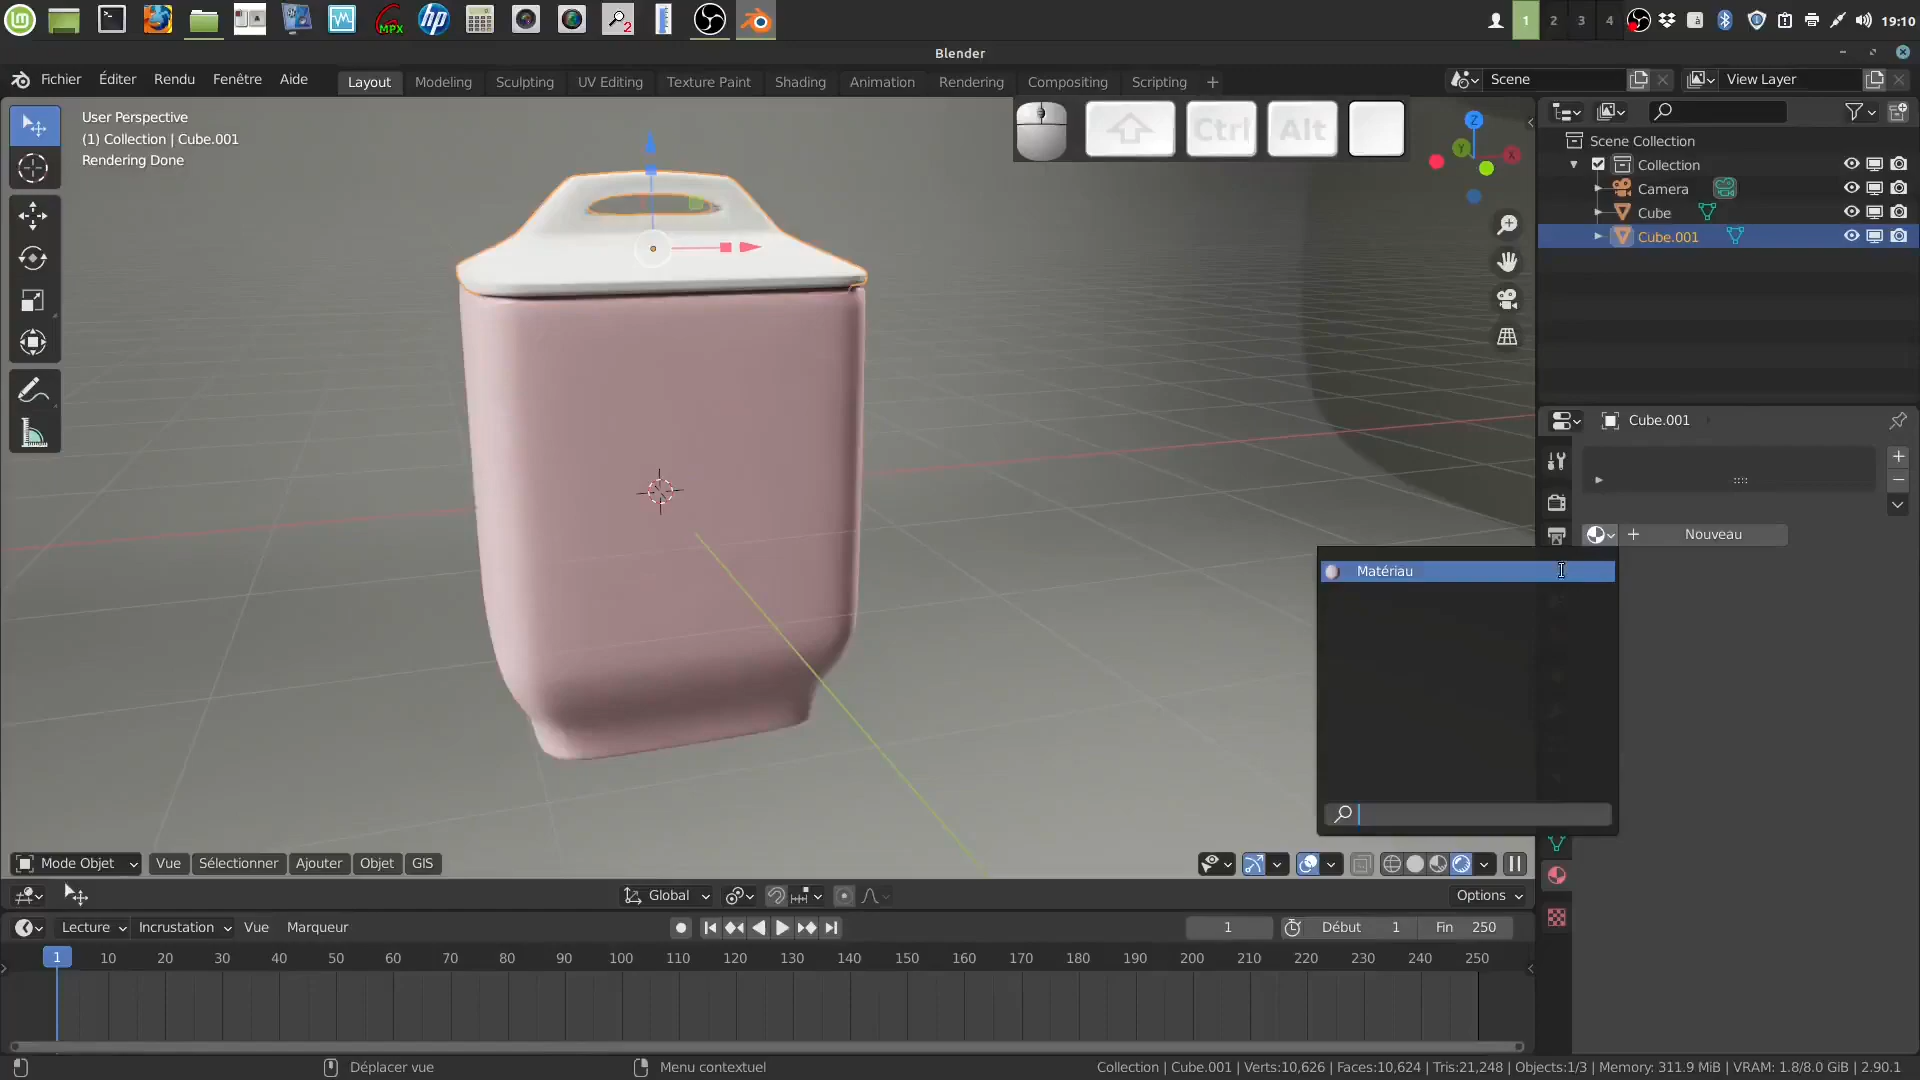 MPX
2
1 2 3 4
à
19:10
Blender
Fichier Éditer Rendu Fenêtre Aide
Layout Modeling Sculpting UV Editing Texture Paint Shading Animation Rendering Compositing Scripting +
Scene
View Layer
User Perspective
(1) Collection | Cube.001
Rendering Done
Ctrl Alt
Z
Y
X
Scene Collection
Collection
Camera
Cube
Cube.001
Cube.001
Nouveau
Matériau
Mode Objet Vue Sélectionner Ajouter Objet GIS
Global
Options
Lecture Incrustation Vue Marqueur
1
Début 1
Fin 250
1 10 20 30 40 50 60 70 80 90 100 110 120 130 140 150 160 170 180 190 200 210 220 230 240 250
Déplacer vue
Menu contextuel
Collection | Cube.001 | Verts:10,626 | Faces:10,624 | Tris:21,248 | Objects:1/3 | Memory: 311.9 MiB | VRAM: 1.8/8.0 GiB | 2.90.1